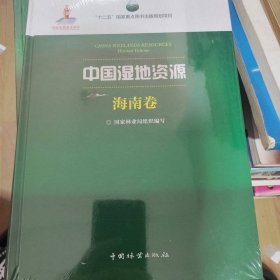 "十二五"国家重点图书出版规划项目
CHINA WETLANDS RESOURCES
Hainan Volume
中国湿地资源
海南卷
◎ 国家林业局组织编写
中国林业出版社